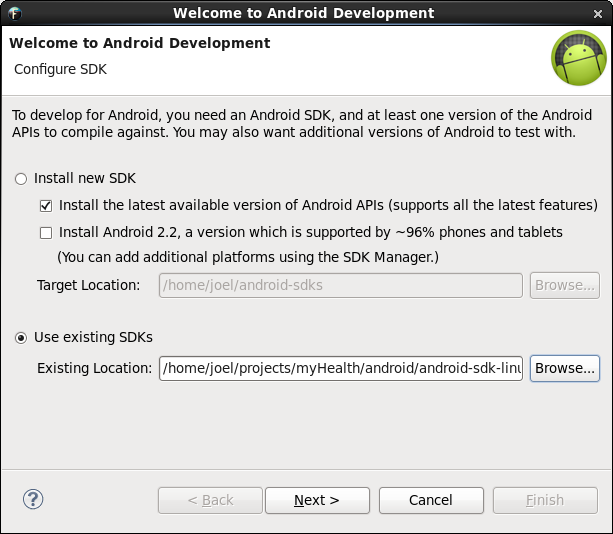 Welcome to Android Development
Welcome to Android Development
Configure SDK
To develop for Android, you need an Android SDK, and at least one version of the Android
APIs to compile against. You may also want additional versions of Android to test with.
Install new SDK
Install the latest available version of Android APIs (supports all the latest features)
Install Android 2.2, a version which is supported by ~96% phones and tablets
(You can add additional platforms using the SDK Manager.)
Target Location: /home/joel/android-sdks Browse...
Use existing SDKs
Existing Location: /home/joel/projects/myHealth/android/android-sdk-linu Browse...
? < Back Next > Cancel Finish